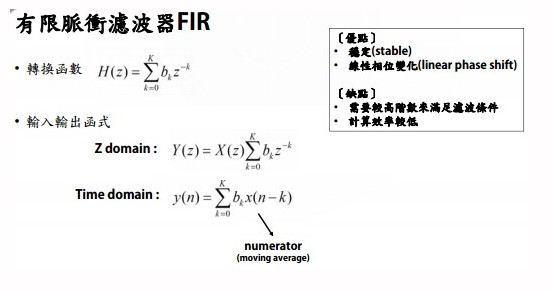 有限脈衝濾波器FIR
• 轉換函數 H(z) = \sum_{k=0}^{K} b_k z^{-k}
• 輸入輸出函式
Z domain : Y(z) = X(z) \sum_{k=0}^{K} b_k z^{-k}
Time domain : y(n) = \sum_{k=0}^{K} b_k x(n-k)
numerator
(moving average)
〔優點〕
• 穩定(stable)
• 線性相位變化(linear phase shift)
〔缺點〕
• 需要較高階數來滿足濾波條件
• 計算效率較低